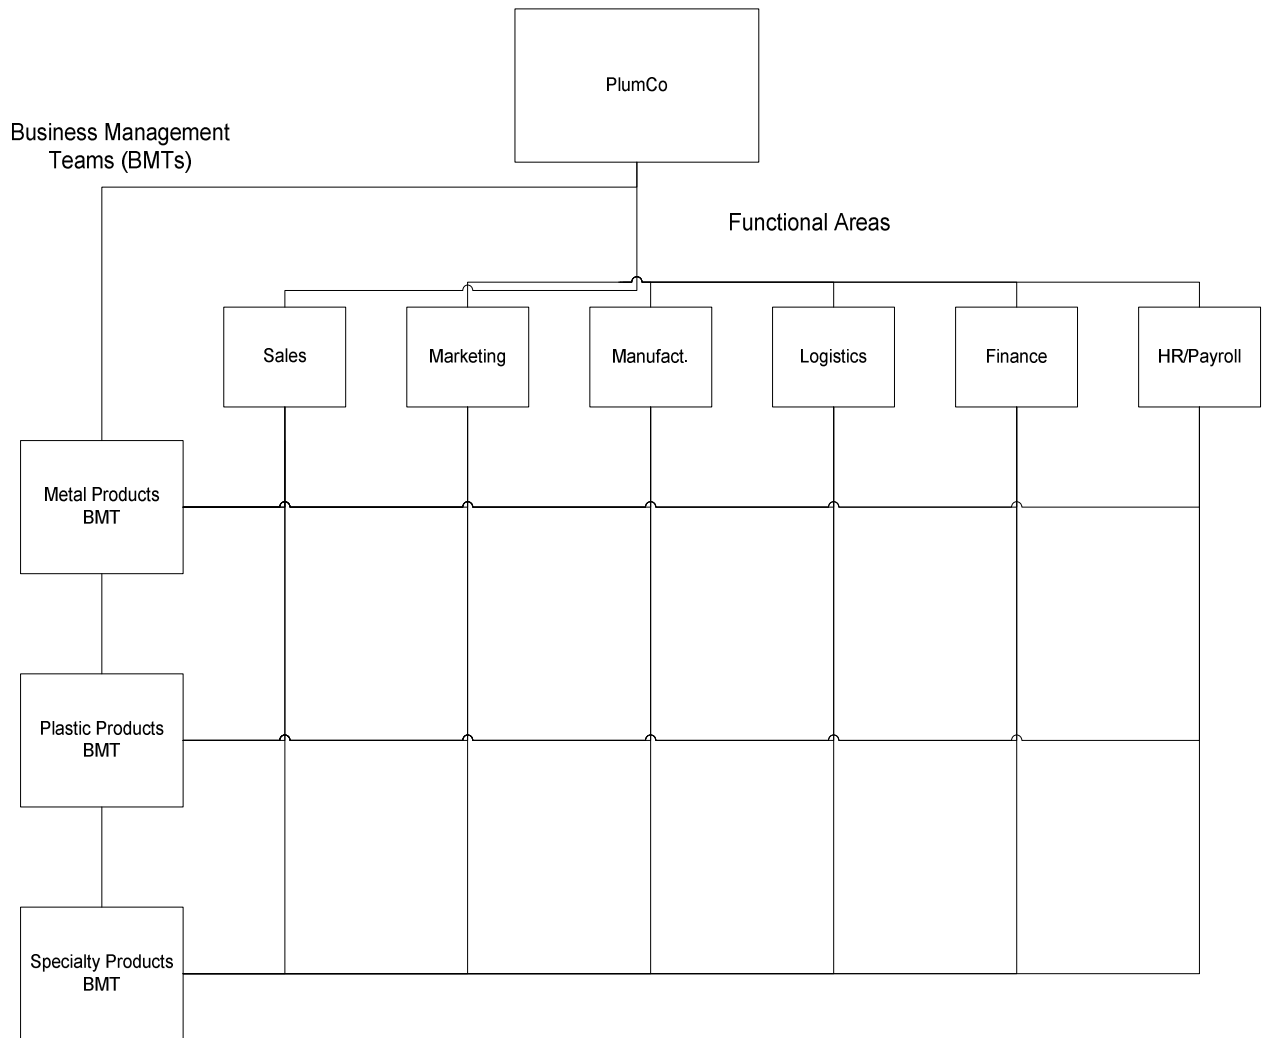 PlumCo
Business Management
Teams (BMTs)
Functional Areas
Sales
Marketing
Manufact.
Logistics
Finance
HR/Payroll
Metal Products
BMT
Plastic Products
BMT
Specialty Products
BMT